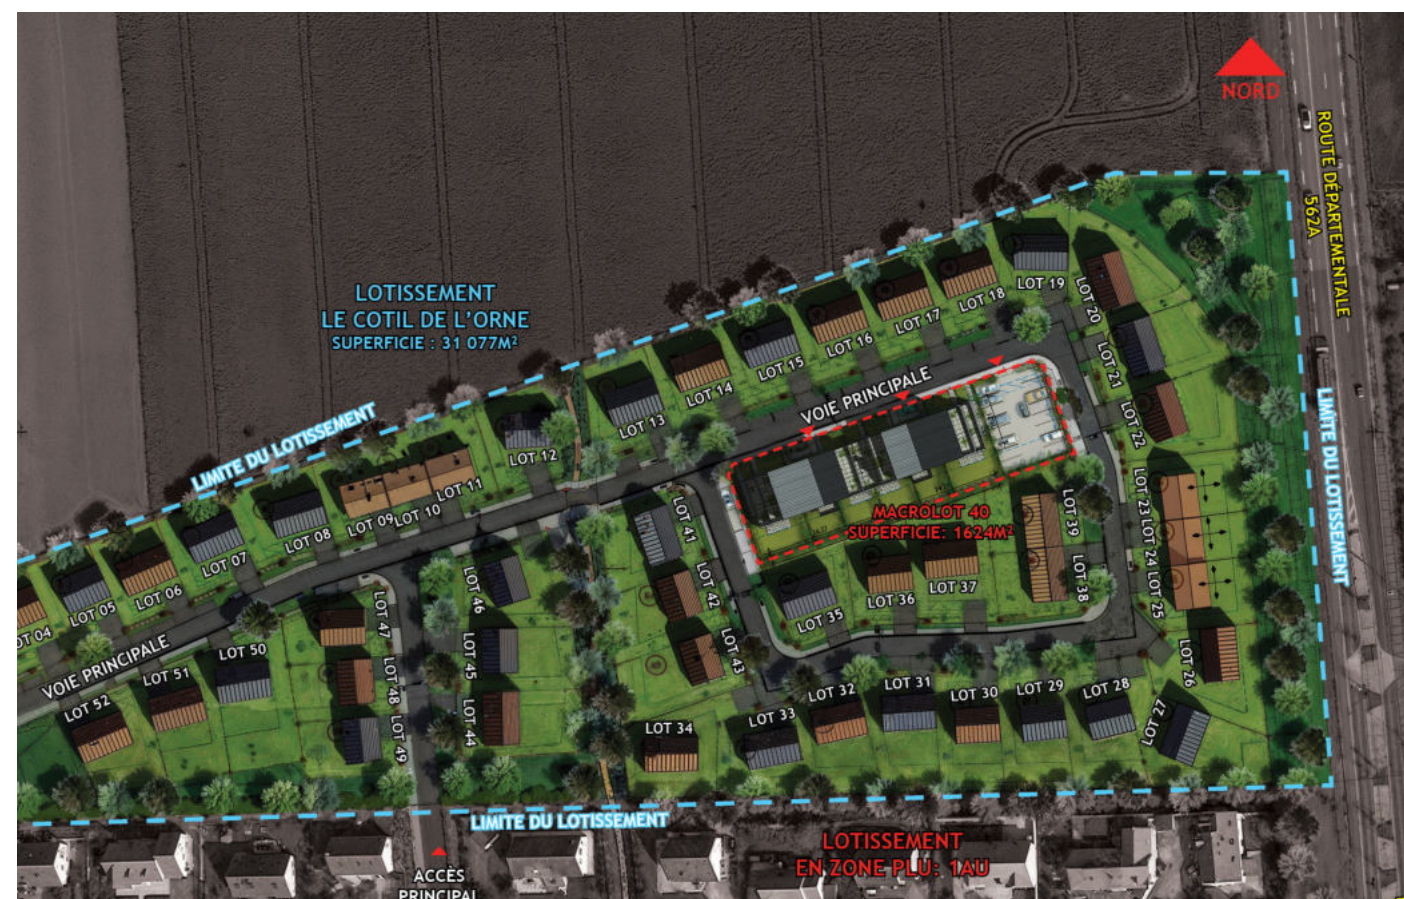 NORD
ROUTE DÉPARTEMENTALE
562A
LOTISSEMENT
LE COTIL DE L'ORNE
SUPERFICIE : 31 077M²
LIMITE DU LOTISSEMENT
LIMITE DU LOTISSEMENT
LOT 19
LOT 20
LOT 18
LOT 17
LOT 16
LOT 15
LOT 14
LOT 13
LOT 12
LOT 11
LOT 10
LOT 09
LOT 08
LOT 07
LOT 06
LOT 05
OT 04
LOT 21
LOT 22
LOT 23
LOT 24
LOT 25
LOT 26
LOT 27
VOIE PRINCIPALE
MACROLOT 40
SUPERFICIE: 1624M²
LOT 41
LOT 42
LOT 43
LOT 39
LOT 38
LOT 37
LOT 36
LOT 35
LOT 46
LOT 45
LOT 44
LOT 47
LOT 48
LOT 49
VOIE PRINCIPALE
LOT 50
LOT 51
LOT 52
LOT 34
LOT 33
LOT 32
LOT 31
LOT 30
LOT 29
LOT 28
LIMITE DU LOTISSEMENT
LOTISSEMENT
EN ZONE PLU: 1AU
ACCÈS
PRINCIPAL